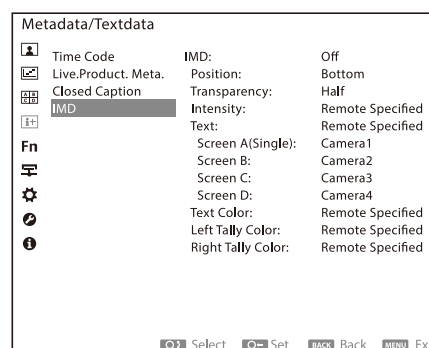 Metadata/Textdata
Time Code IMD: Off
Live.Product. Meta. Position: Bottom
Closed Caption Transparency: Half
IMD Intensity: Remote Specified
Text: Remote Specified
Screen A(Single): Camera1
Screen B: Camera2
Screen C: Camera3
Screen D: Camera4
Text Color: Remote Specified
Left Tally Color: Remote Specified
Right Tally Color: Remote Specified
A B
C D
i+
Fn
Select Set BACK Back MENU Ex